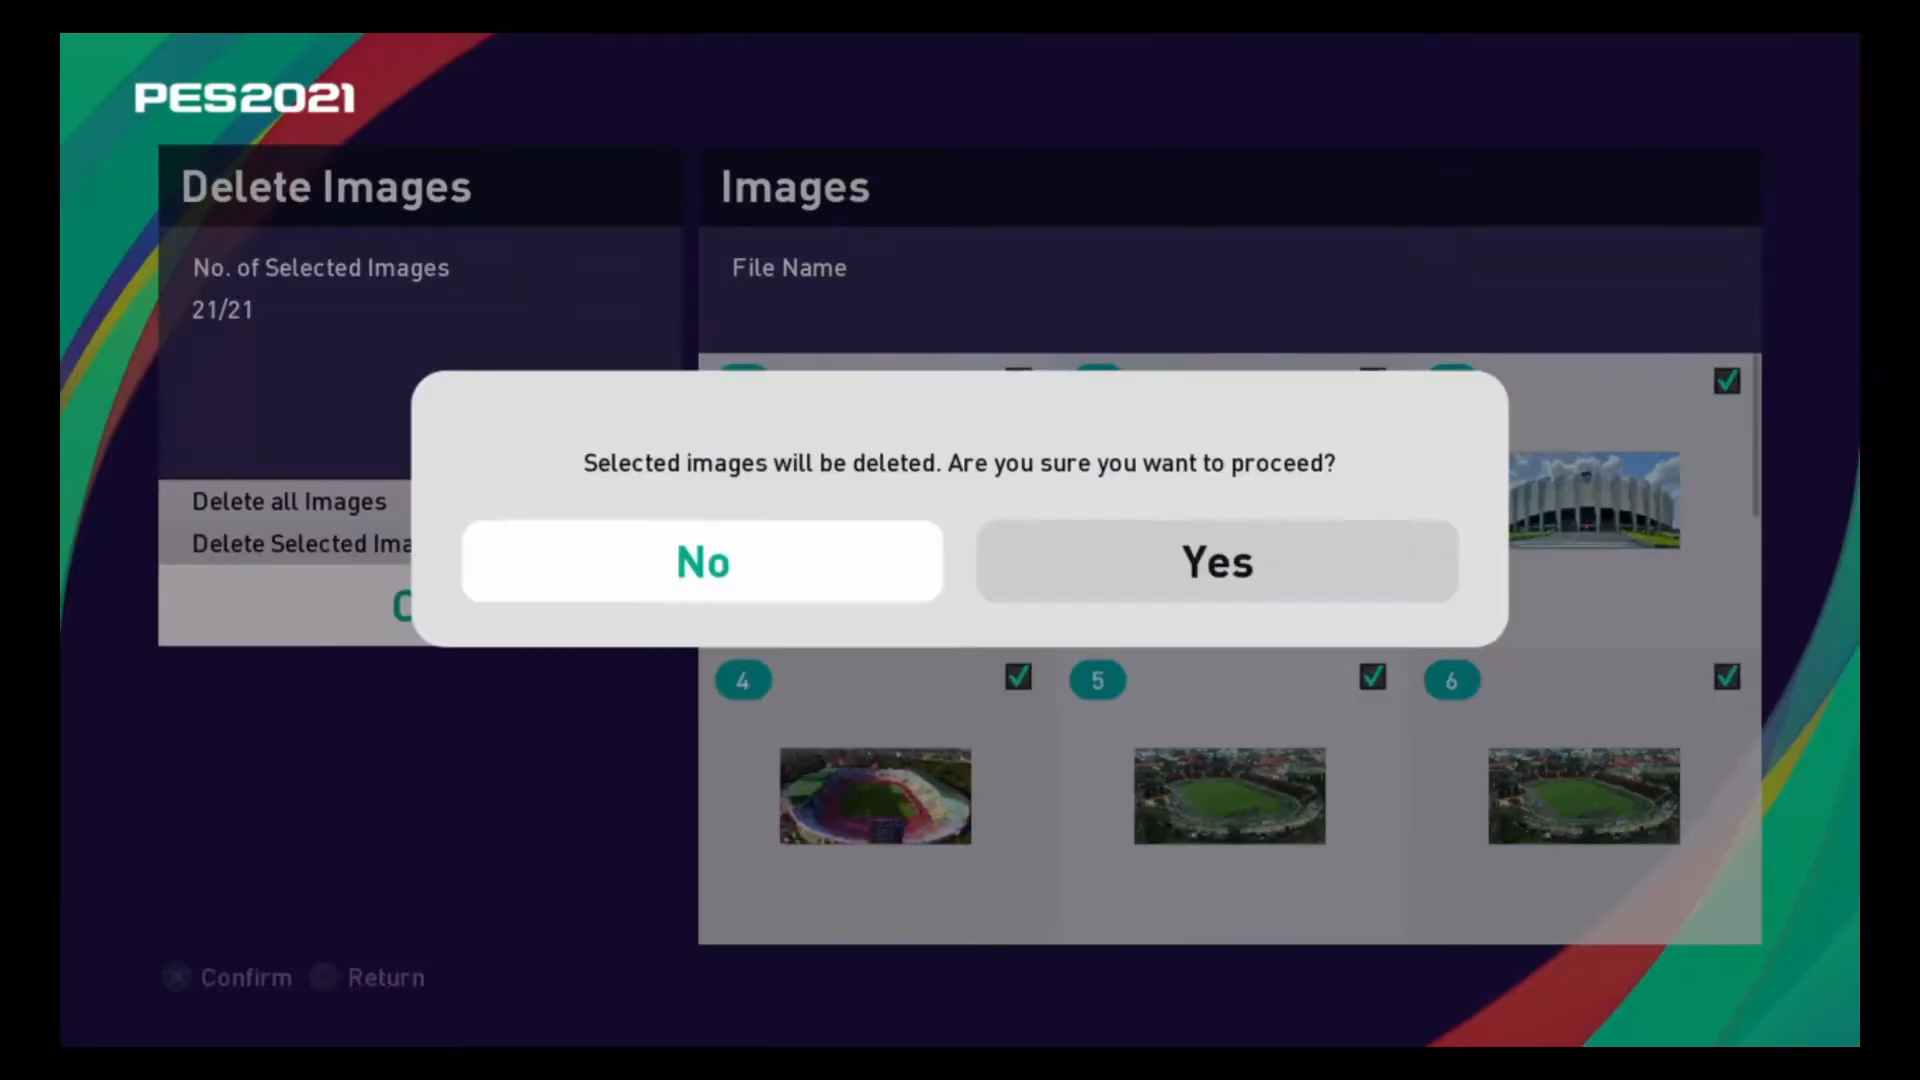 PES2021
Delete Images
Images
No. of Selected Images
21/21
File Name
Selected images will be deleted. Are you sure you want to proceed?
No
Yes
Delete all Images
Delete Selected Ima
4
5
6
Confirm
Return